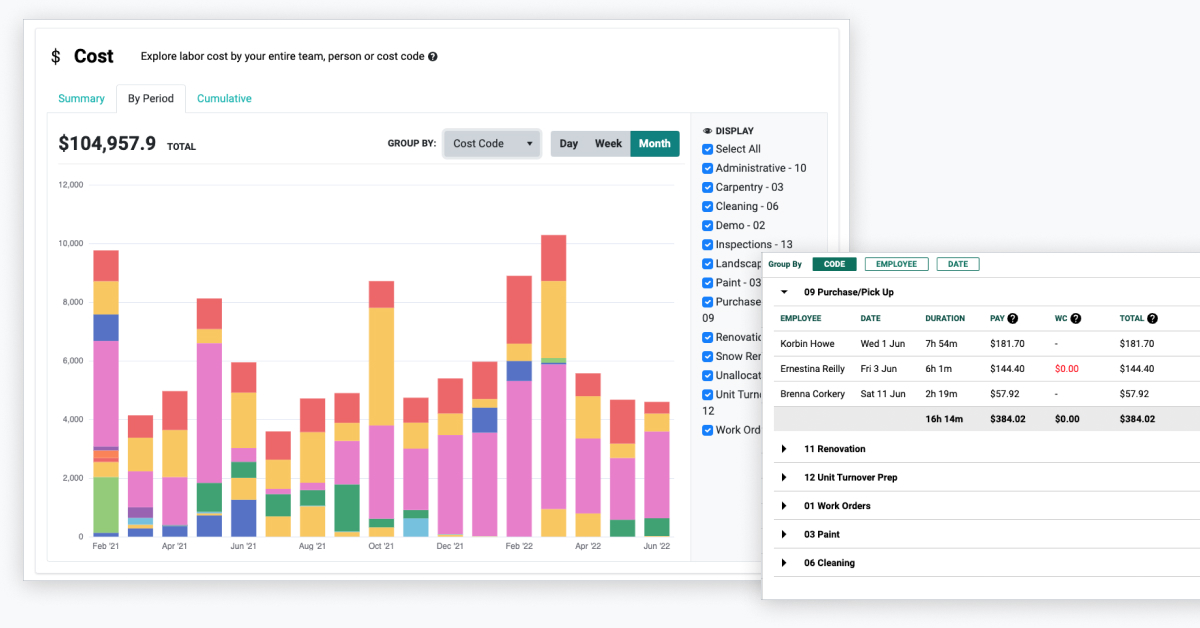 $ Cost Explore labor cost by your entire team, person or cost code ?
Summary By Period Cumulative
$104,957.9 TOTAL GROUP BY: Cost Code Day Week Month
12,000
10,000
8,000
6,000
4,000
2,000
0
Feb '21 Apr '21 Jun '21 Aug '21 Oct '21 Dec '21 Feb '22 Apr '22 Jun '22
DISPLAY
Select All
Administrative - 10
Carpentry - 03
Cleaning - 06
Demo - 02
Inspections - 13
Landscap
Paint - 03
Purchase
09
Renovatio
Snow Rem
Unallocat
Unit Turn
12
Work Ord
Group By CODE EMPLOYEE DATE
09 Purchase/Pick Up
EMPLOYEE DATE DURATION PAY ? WC ? TOTAL ?
Korbin Howe Wed 1 Jun 7h 54m $181.70 - $181.70
Ernestina Reilly Fri 3 Jun 6h 1m $144.40 $0.00 $144.40
Brenna Corkery Sat 11 Jun 2h 19m $57.92 - $57.92
16h 14m $384.02 $0.00 $384.02
11 Renovation
12 Unit Turnover Prep
01 Work Orders
03 Paint
06 Cleaning